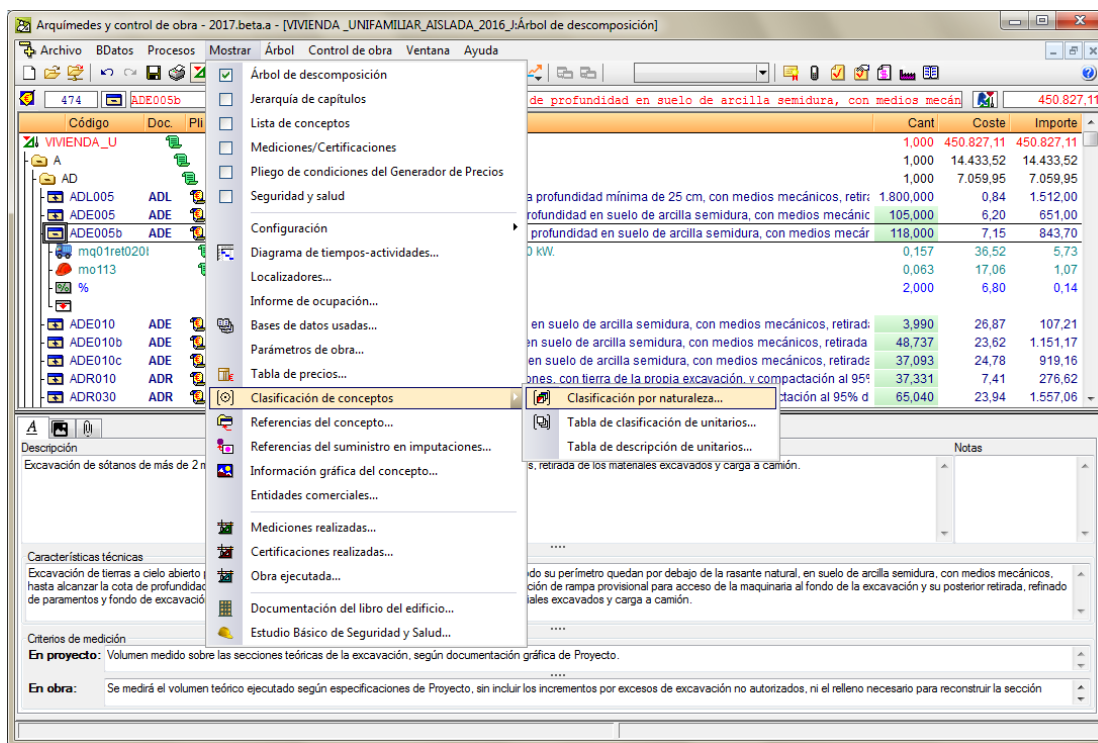 Arquímedes y control de obra - 2017.beta.a - [VIVIENDA _UNIFAMILIAR_AISLADA_2016_J:Árbol de descomposición]
Archivo BDatos Procesos Mostrar Árbol Control de obra Ventana Ayuda
474 ADE005b de profundidad en suelo de arcilla semidura, con medios mecán 450.827,11
Código Doc. Pli Cant Coste Importe
VIVIENDA_U 1,000 450.827,11 450.827,11
A 1,000 14.433,52 14.433,52
AD 1,000 7.059,95 7.059,95
ADL005 ADL a profundidad mínima de 25 cm, con medios mecánicos, retira 1.800,000 0,84 1.512,00
ADE005 ADE rofundidad en suelo de arcilla semidura, con medios mecánic 105,000 6,20 651,00
ADE005b ADE profundidad en suelo de arcilla semidura, con medios mecár 118,000 7,15 843,70
mq01ret020 kW. 0,157 36,52 5,73
mo113 0,063 17,06 1,07
% % 2,000 6,80 0,14
ADE010 ADE en suelo de arcilla semidura, con medios mecánicos, retirada 3,990 26,87 107,21
ADE010b ADE en suelo de arcilla semidura, con medios mecánicos, retirada 48,737 23,62 1.151,17
ADE010c ADE en suelo de arcilla semidura, con medios mecánicos, retirada 37,093 24,78 919,16
ADR010 ADR ones, con tierra de la propia excavación, y compactación al 95% 37,331 7,41 276,62
ADR030 ADR ctación al 95% d 65,040 23,94 1.557,06
Árbol de descomposición
Jerarquía de capítulos
Lista de conceptos
Mediciones/Certificaciones
Pliego de condiciones del Generador de Precios
Seguridad y salud
Configuración
Diagrama de tiempos-actividades...
Localizadores...
Informe de ocupación...
Bases de datos usadas...
Parámetros de obra...
Tabla de precios...
Clasificación de conceptos
Referencias del concepto...
Referencias del suministro en imputaciones...
Información gráfica del concepto...
Entidades comerciales...
Mediciones realizadas...
Certificaciones realizadas...
Obra ejecutada...
Documentación del libro del edificio...
Estudio Básico de Seguridad y Salud...
Clasificación por naturaleza...
Tabla de clasificación de unitarios...
Tabla de descripción de unitarios...
A
Descripción Notas
Excavación de sótanos de más de 2 m s, retirada de los materiales excavados y carga a camión.
Características técnicas
Excavación de tierras a cielo abierto p odo su perímetro quedan por debajo de la rasante natural, en suelo de arcilla semidura, con medios mecánicos,
hasta alcanzar la cota de profundidad ción de rampa provisional para acceso de la maquinaria al fondo de la excavación y su posterior retirada, refinado
de paramentos y fondo de excavació iales excavados y carga a camión.
Criterios de medición
En proyecto: Volumen medido sobre las secciones teóricas de la excavación, según documentación gráfica de Proyecto.
En obra: Se medirá el volumen teórico ejecutado según especificaciones de Proyecto, sin incluir los incrementos por excesos de excavación no autorizados, ni el relleno necesario para reconstruir la sección